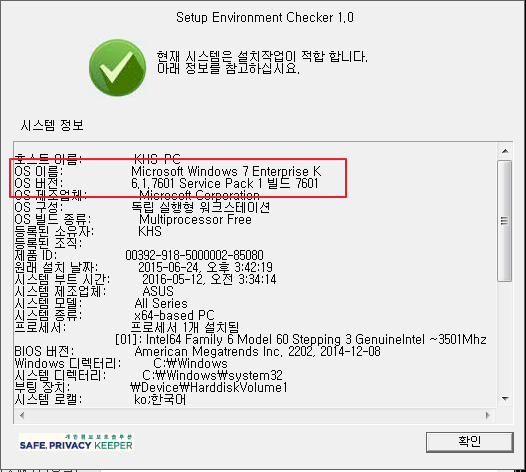 Setup Environment Checker 1.0
현재 시스템은 설치작업이 적합 합니다.
아래 정보를 참고하십시요.
시스템 정보
호스트 이름: KHS-PC
OS 이름: Microsoft Windows 7 Enterprise K
OS 버전: 6.1.7601 Service Pack 1 빌드 7601
OS 제조업체: Microsoft Corporation
OS 구성: 독립 실행형 워크스테이션
OS 빌드 종류: Multiprocessor Free
등록된 소유자: KHS
등록된 조직:
제품 ID: 00392-918-5000002-85080
원래 설치 날짜: 2015-06-24, 오후 3:42:19
시스템 부트 시간: 2016-05-12, 오전 3:34:14
시스템 제조업체: ASUS
시스템 모델: All Series
시스템 종류: x64-based PC
프로세서: 프로세서 1개 설치됨
[01]: Intel64 Family 6 Model 60 Stepping 3 GenuineIntel ~3501Mhz
BIOS 버전: American Megatrends Inc. 2202, 2014-12-08
Windows 디렉터리: C:₩Windows
시스템 디렉터리: C:₩Windows₩system32
부팅 장치: ₩Device₩HarddiskVolume1
시스템 로캘: ko;한국어
개인정보보호솔루션
SAFE.PRIVACY KEEPER
확인